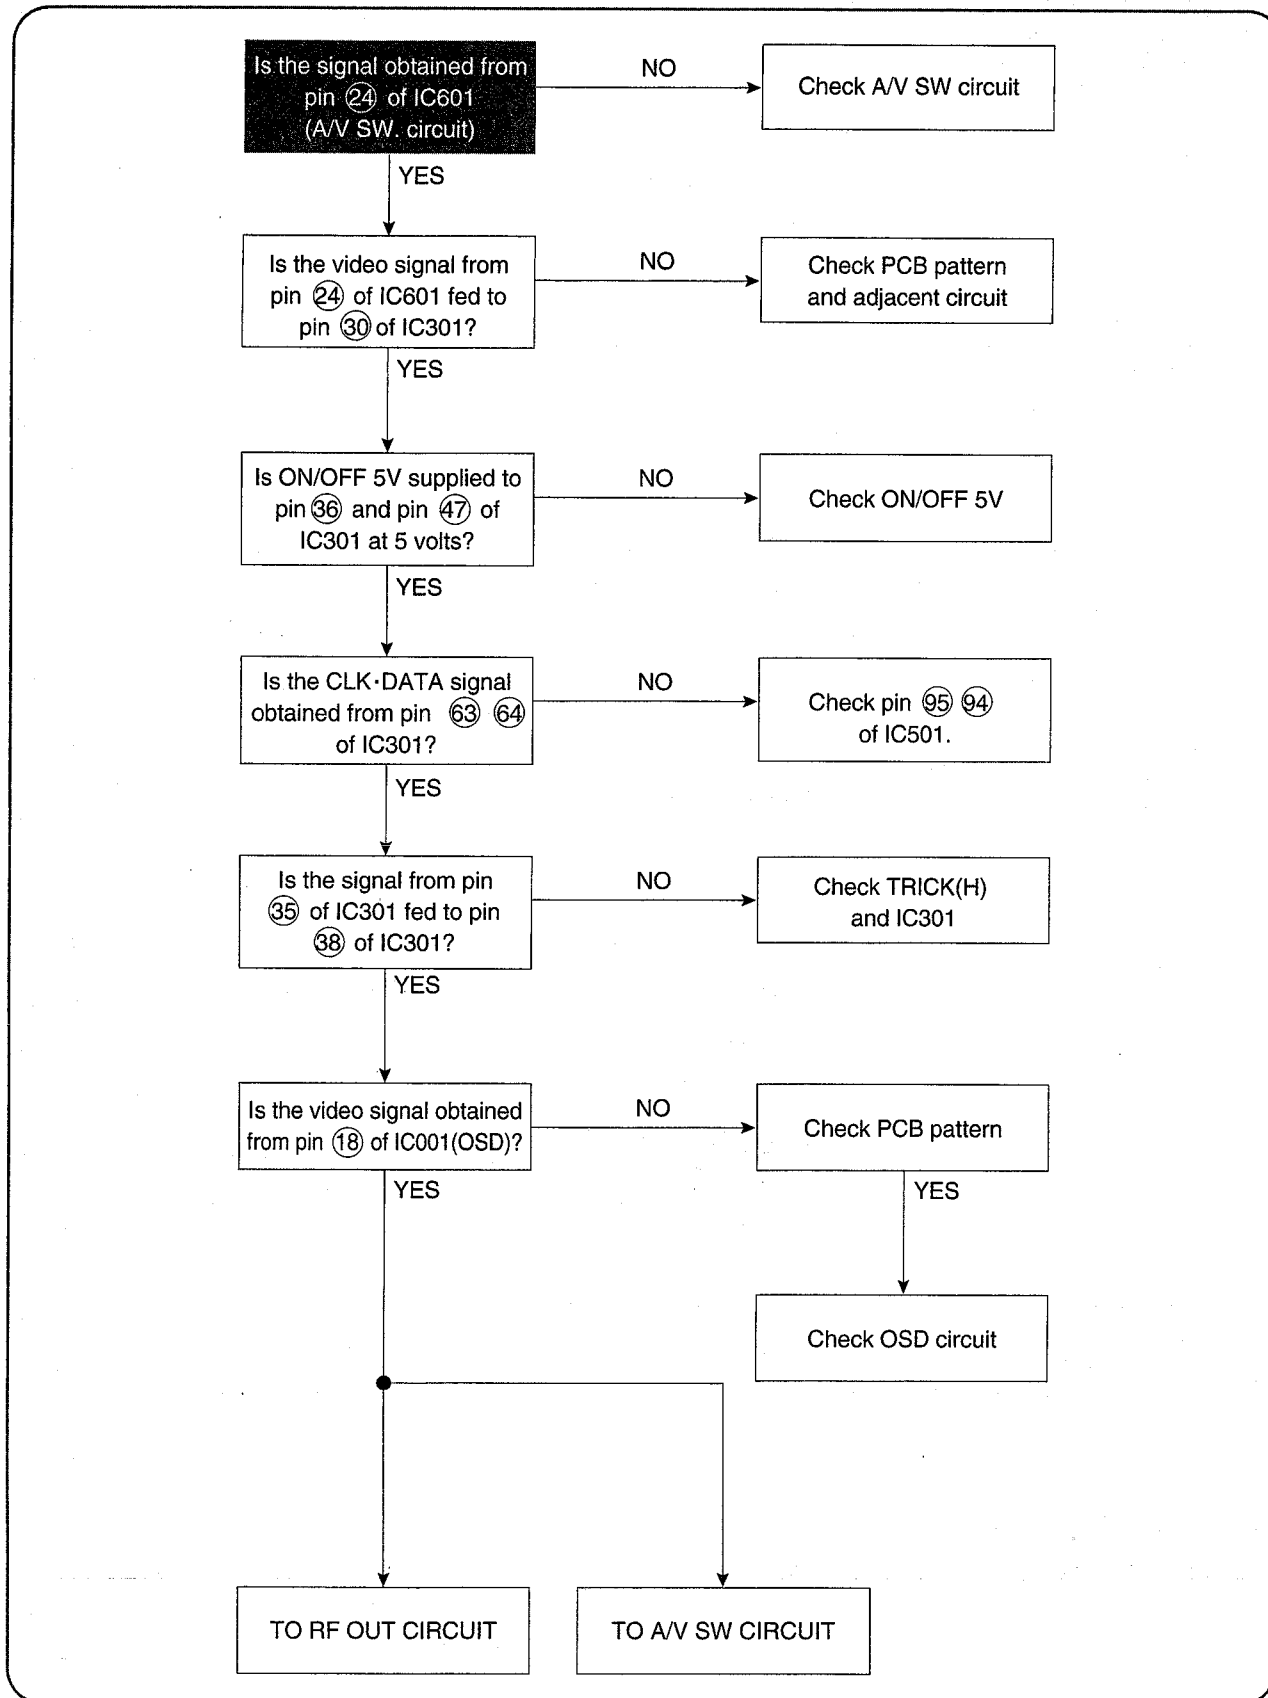 Is the signal obtained from
pin 24 of IC601
(A/V SW. circuit)
NO
Check A/V SW circuit
YES
Is the video signal from
pin 24 of IC601 fed to
pin 30 of IC301?
NO
Check PCB pattern
and adjacent circuit
YES
Is ON/OFF 5V supplied to
pin 36 and pin 47 of
IC301 at 5 volts?
NO
Check ON/OFF 5V
YES
Is the CLK·DATA signal
obtained from pin 63 64
of IC301?
NO
Check pin 95 94
of IC501.
YES
Is the signal from pin
35 of IC301 fed to pin
38 of IC301?
NO
Check TRICK(H)
and IC301
YES
Is the video signal obtained
from pin 18 of IC001(OSD)?
NO
Check PCB pattern
YES
YES
Check OSD circuit
TO RF OUT CIRCUIT
TO A/V SW CIRCUIT